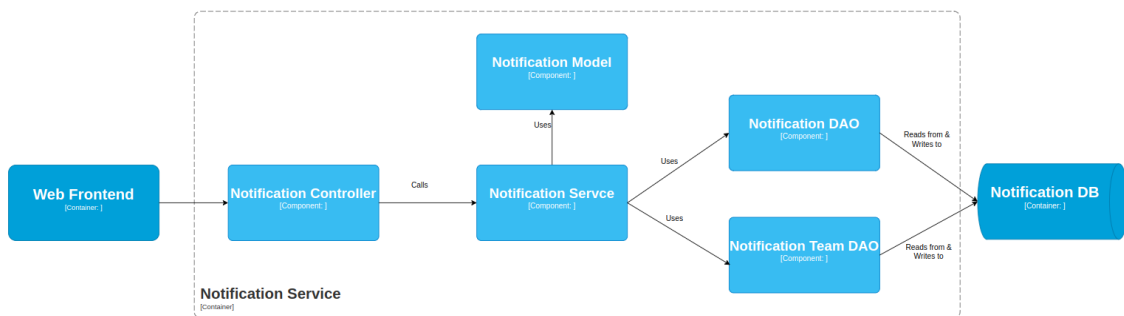 Notification Model
[Component: ]
Uses
Notification DAO
[Component: ]
Reads from &
Writes to
Web Frontend
[Container: ]
Notification Controller
[Component: ]
Calls
Notification Servce
[Component: ]
Uses
Uses
Notification Team DAO
[Component: ]
Reads from &
Writes to
Notification DB
[Container: ]
Notification Service
[Container]